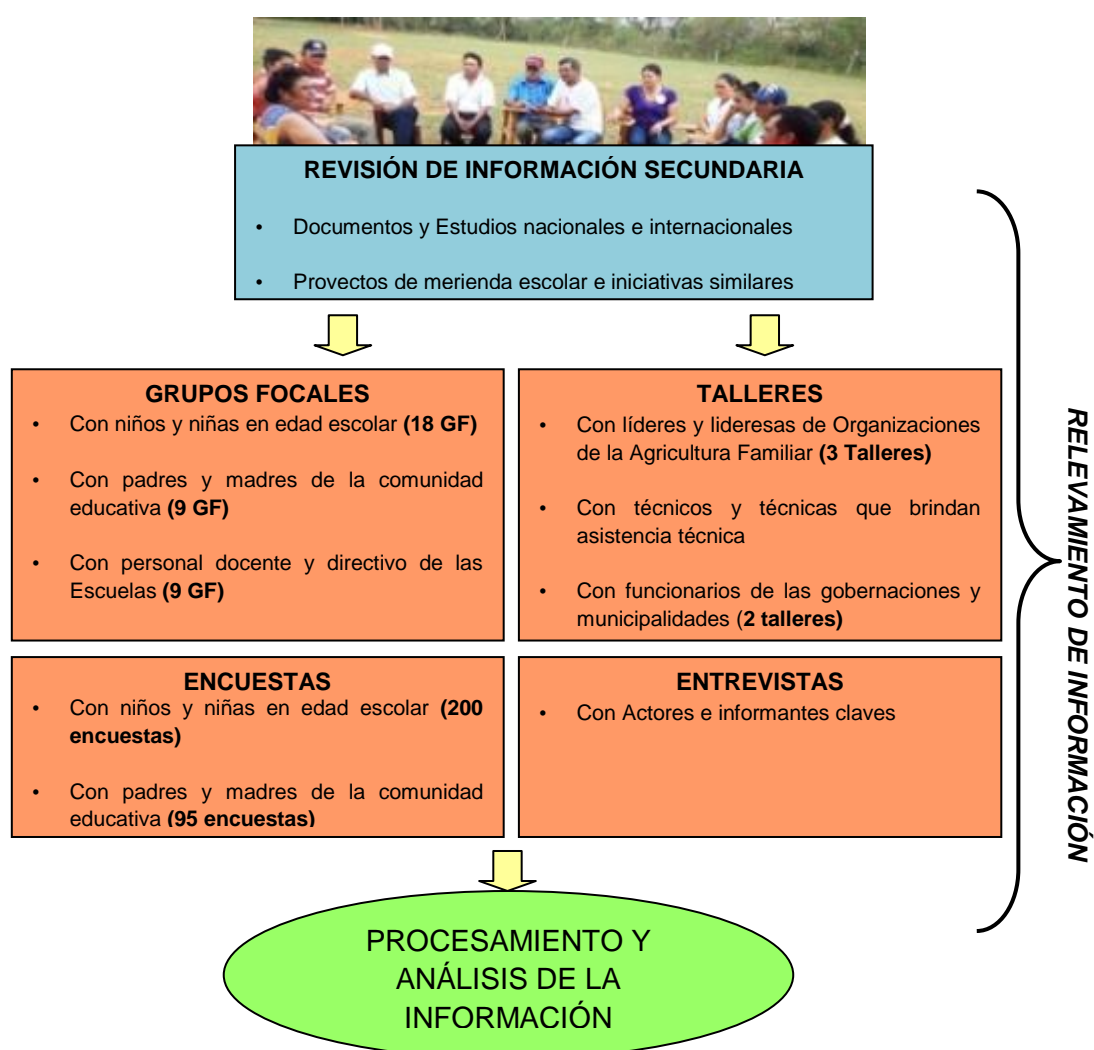 REVISIÓN DE INFORMACIÓN SECUNDARIA
• Documentos y Estudios nacionales e internacionales
• Proyectos de merienda escolar e iniciativas similares
GRUPOS FOCALES
• Con niños y niñas en edad escolar (18 GF)
• Con padres y madres de la comunidad
educativa (9 GF)
• Con personal docente y directivo de las
Escuelas (9 GF)
TALLERES
• Con líderes y lideresas de Organizaciones
de la Agricultura Familiar (3 Talleres)
• Con técnicos y técnicas que brindan
asistencia técnica
• Con funcionarios de las gobernaciones y
municipalidades (2 talleres)
ENCUESTAS
• Con niños y niñas en edad escolar (200
encuestas)
• Con padres y madres de la comunidad
educativa (95 encuestas)
ENTREVISTAS
• Con Actores e informantes claves
RELEVAMIENTO DE INFORMACIÓN
PROCESAMIENTO Y
ANÁLISIS DE LA
INFORMACIÓN